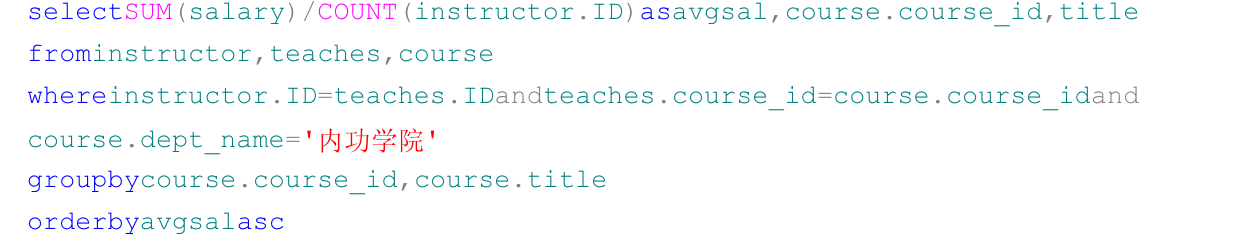 selectSUM(salary)/COUNT(instructor.ID)asavgsal,course.course_id,title
frominstructor,teaches,course
whereinstructor.ID=teaches.IDandteaches.course_id=course.course_idand
course.dept_name='内功学院'
groupbycourse.course_id,course.title
orderbyavgsalasc